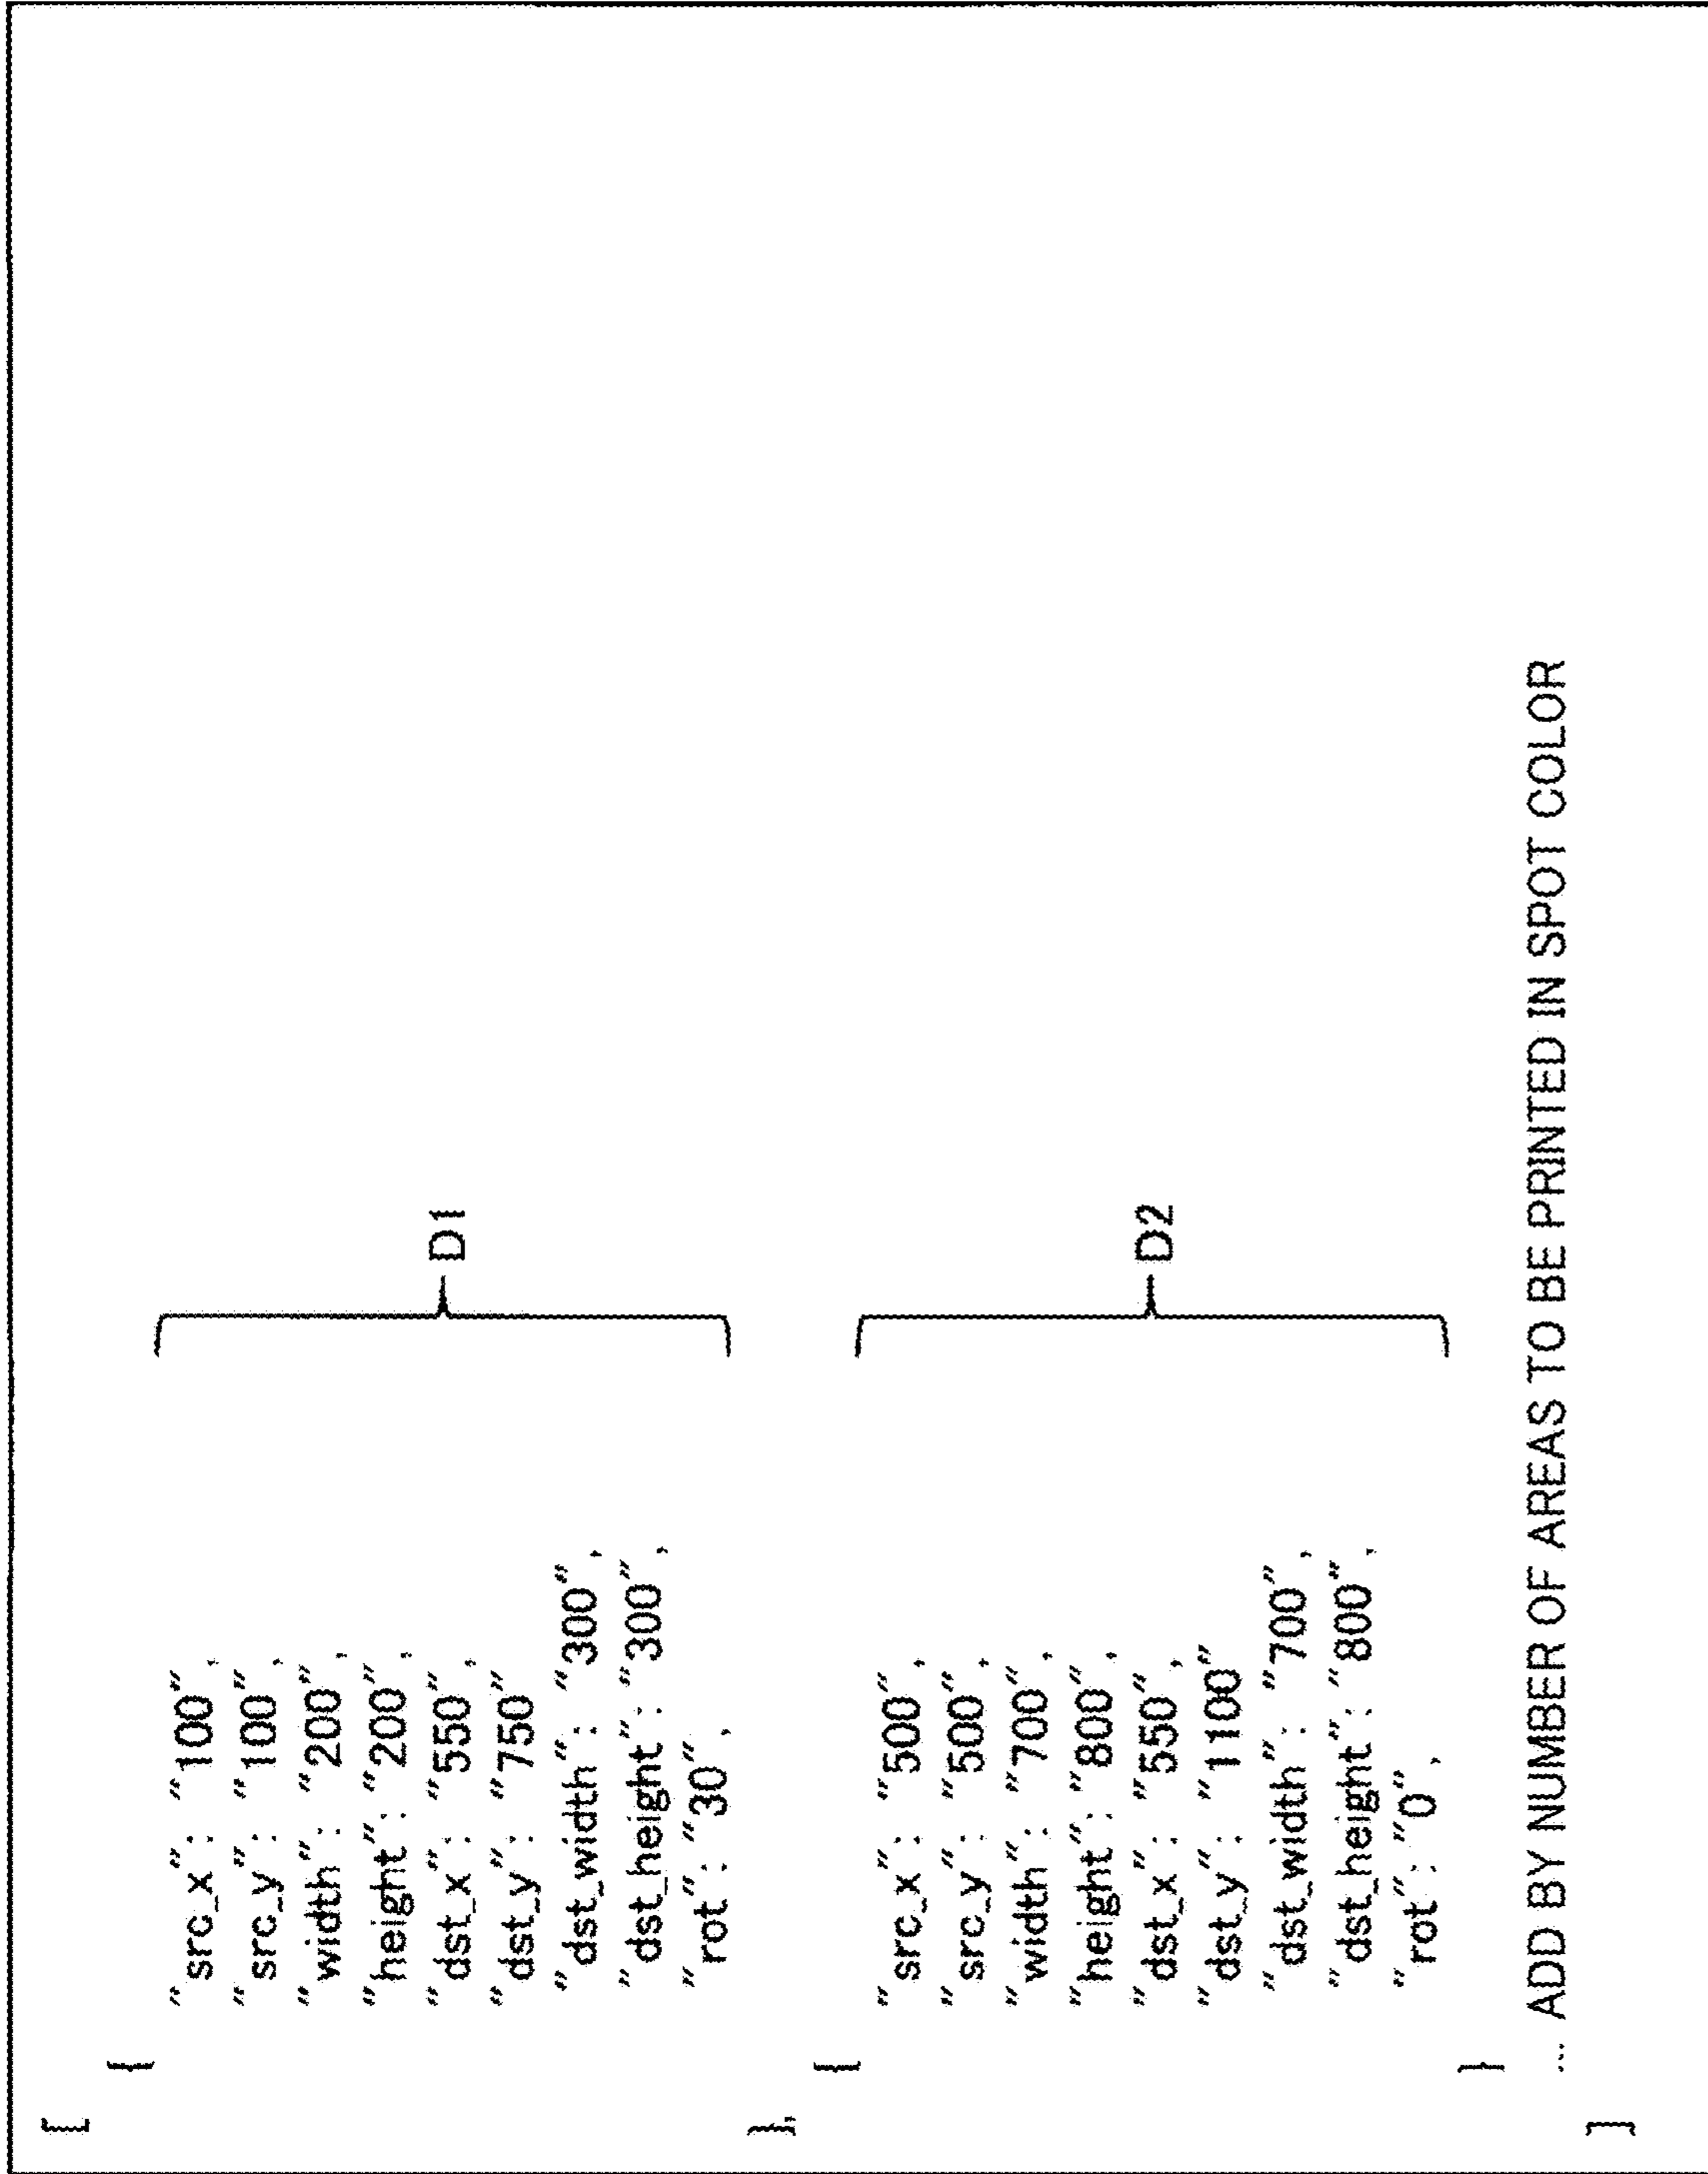 [
{
"src_x": "100",
"src_y": "100",
"width": "200",
"height": "200",
"dst_x": "550",
"dst_y": "750"
"dst_width": "300",
"dst_height": "300",
"rot": "30",
D1
},
{
"src_x": "500",
"src_y": "500",
"width": "700",
"height": "800",
"dst_x": "550",
"dst_y": "1100"
"dst_width": "700",
"dst_height": "800",
"rot": "0",
D2
}
... ADD BY NUMBER OF AREAS TO BE PRINTED IN SPOT COLOR
]